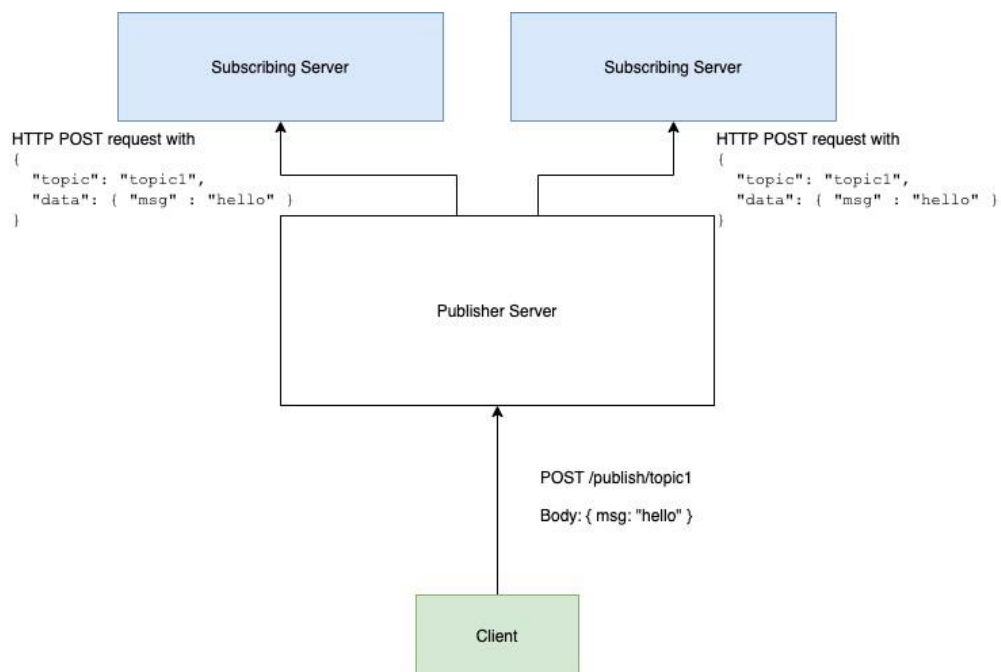 Subscribing Server
Subscribing Server
HTTP POST request with
{
"topic": "topic1",
"data": { "msg" : "hello" }
}
HTTP POST request with
{
"topic": "topic1",
"data": { "msg" : "hello" }
}
Publisher Server
POST /publish/topic1
Body: { msg: "hello" }
Client